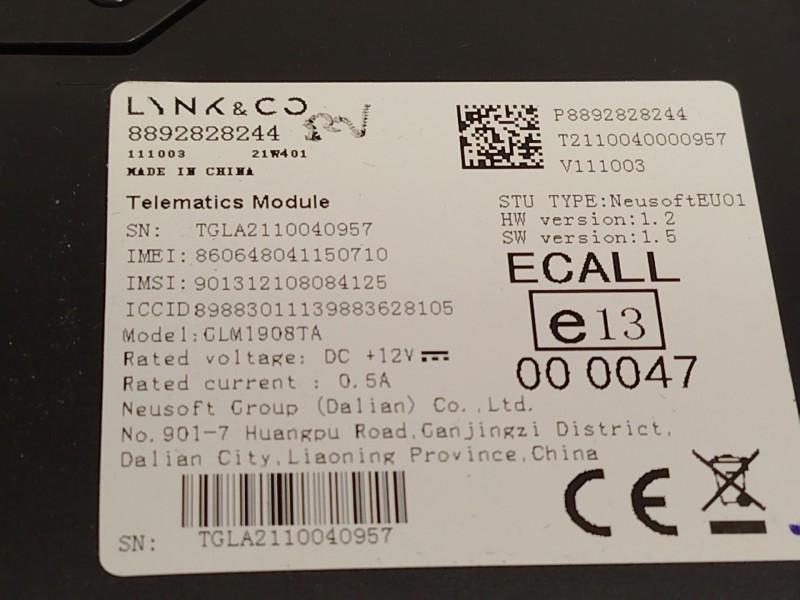 LYNK & CO
8892828244
111003 21W401
MADE IN CHINA
P8892828244
T2110040000957
V111003
Telematics Module
SN: TGLA2110040957
IMEI: 860648041150710
IMSI: 901312108084125
ICCID 89883011139883628105
Model: GLM1908TA
Rated voltage: DC +12V
Rated current : 0.5A
STU TYPE:NeusoftEU01
HW version:1.2
SW version:1.5
ECALL
e13
00 0047
Neusoft Group (Dalian) Co.,Ltd.
No.901-7 Huangpu Road,Ganjingzi District,
Dalian City,Liaoning Province,China
CE
SN: TGLA2110040957